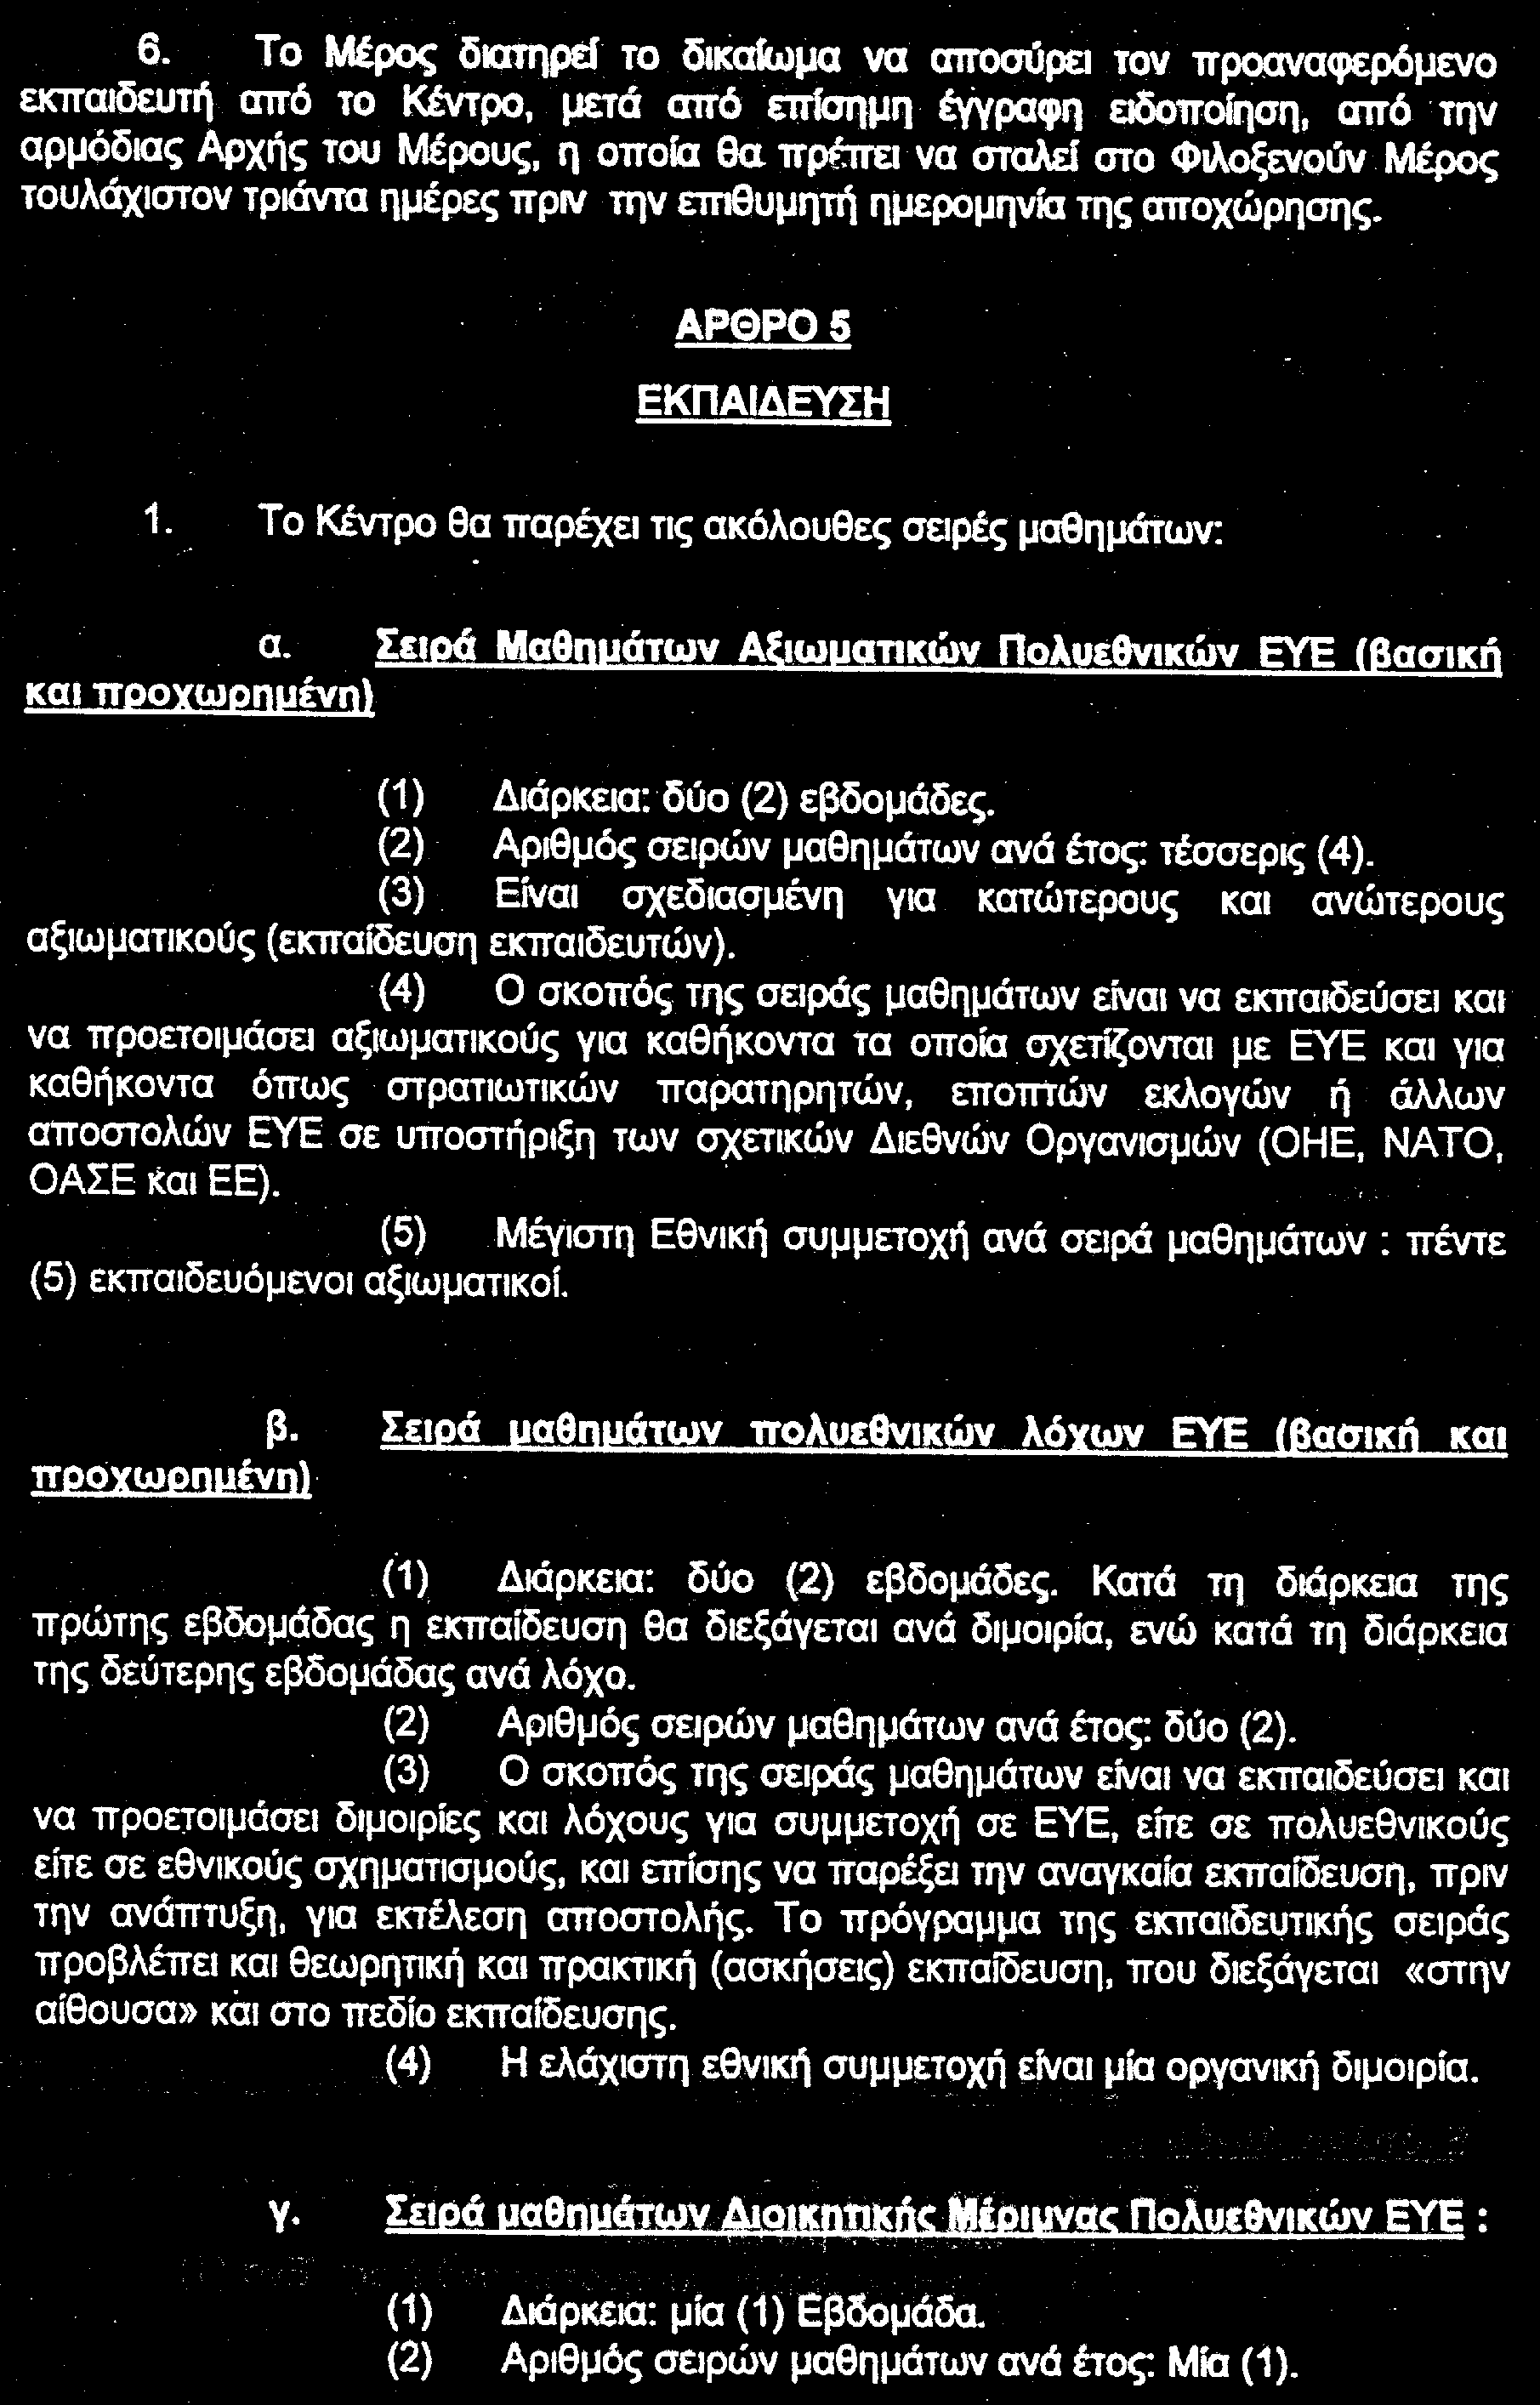 6. Το Μέρος διατηρεί το δικαίωμα να αποσύρει τον προαναφερόμενο
εκπαιδευτή από το Κέντρο, μετά από επίσημη έγγραφη ειδοποίηση, από την
αρμόδιας Αρχής του Μέρους, η οποία θα πρέπει να σταλεί στο Φιλοξενούν Μέρος
τουλάχιστον τριάντα ημέρες πριν την επιθυμητή ημερομηνία της αποχώρησης.
ΑΡΘΡΟ 5
ΕΚΠΑΙΔΕΥΣΗ
1. Το Κέντρο θα παρέχει τις ακόλουθες σειρές μαθημάτων:
α. Σειρά Μαθημάτων Αξιωματικών Πολυεθνικών ΕΥΕ (βασική
και προχωρημένη)
(1) Διάρκεια: δύο (2) εβδομάδες.
(2) Αριθμός σειρών μαθημάτων ανά έτος: τέσσερις (4).
(3) Είναι σχεδιασμένη για κατώτερους και ανώτερους
αξιωματικούς (εκπαίδευση εκπαιδευτών).
(4) Ο σκοπός της σειράς μαθημάτων είναι να εκπαιδεύσει και
να προετοιμάσει αξιωματικούς για καθήκοντα τα οποία σχετίζονται με ΕΥΕ και για
καθήκοντα όπως στρατιωτικών παρατηρητών, εποπτών εκλογών ή άλλων
αποστολών ΕΥΕ σε υποστήριξη των σχετικών Διεθνών Οργανισμών (ΟΗΕ, ΝΑΤΟ,
ΟΑΣΕ και ΕΕ).
(5) Μέγιστη Εθνική συμμετοχή ανά σειρά μαθημάτων : πέντε
(5) εκπαιδευόμενοι αξιωματικοί.
β. Σειρά μαθημάτων πολυεθνικών λόχων ΕΥΕ (βασική και
προχωρημένη)
(1) Διάρκεια: δύο (2) εβδομάδες. Κατά τη διάρκεια της
πρώτης εβδομάδας η εκπαίδευση θα διεξάγεται ανά διμοιρία, ενώ κατά τη διάρκεια
της δεύτερης εβδομάδας ανά λόχο.
(2) Αριθμός σειρών μαθημάτων ανά έτος: δύο (2).
(3) Ο σκοπός της σειράς μαθημάτων είναι να εκπαιδεύσει και
να προετοιμάσει διμοιρίες και λόχους για συμμετοχή σε ΕΥΕ, είτε σε πολυεθνικούς
είτε σε εθνικούς σχηματισμούς, και επίσης να παρέξει την αναγκαία εκπαίδευση, πριν
την ανάπτυξη, για εκτέλεση αποστολής. Το πρόγραμμα της εκπαιδευτικής σειράς
προβλέπει και θεωρητική και πρακτική (ασκήσεις) εκπαίδευση, που διεξάγεται «στην
αίθουσα» και στο πεδίο εκπαίδευσης.
(4) Η ελάχιστη εθνική συμμετοχή είναι μία οργανική διμοιρία.
γ. Σειρά μαθημάτων Διοικητικής Μέριμνας Πολυεθνικών ΕΥΕ :
(1) Διάρκεια: μία (1) Εβδομάδα.
(2) Αριθμός σειρών μαθημάτων ανά έτος: Μία (1).